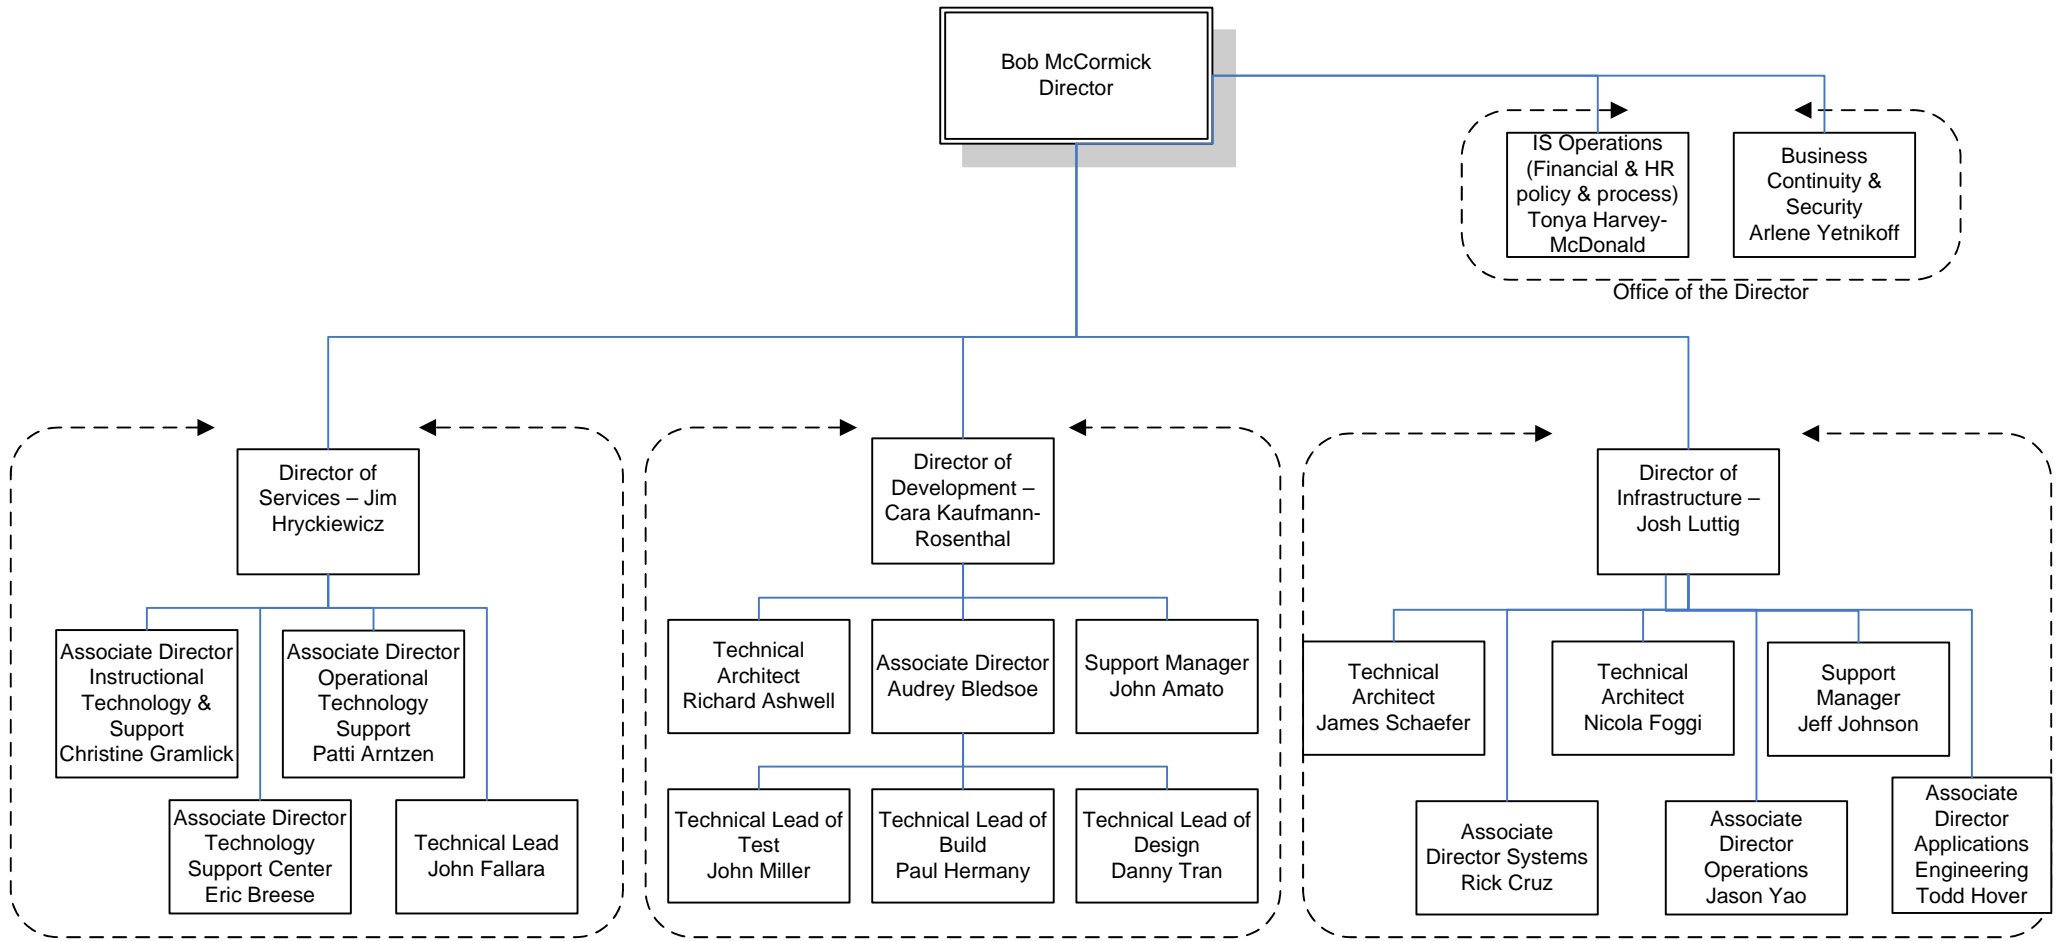 Bob McCormick
Director
IS Operations
(Financial & HR
policy & process)
Tonya Harvey-
McDonald
Business
Continuity &
Security
Arlene Yetnikoff
Office of the Director
Director of
Services – Jim
Hryckiewicz
Director of
Development –
Cara Kaufmann-
Rosenthal
Director of
Infrastructure –
Josh Luttig
Associate Director
Instructional
Technology &
Support
Christine Gramlick
Associate Director
Operational
Technology
Support
Patti Arntzen
Associate Director
Technology
Support Center
Eric Breese
Technical Lead
John Fallara
Technical
Architect
Richard Ashwell
Associate Director
Audrey Bledsoe
Support Manager
John Amato
Technical Lead of
Test
John Miller
Technical Lead of
Build
Paul Hermany
Technical Lead of
Design
Danny Tran
Technical
Architect
James Schaefer
Technical
Architect
Nicola Foggi
Support
Manager
Jeff Johnson
Associate
Director Systems
Rick Cruz
Associate
Director
Operations
Jason Yao
Associate
Director
Applications
Engineering
Todd Hover